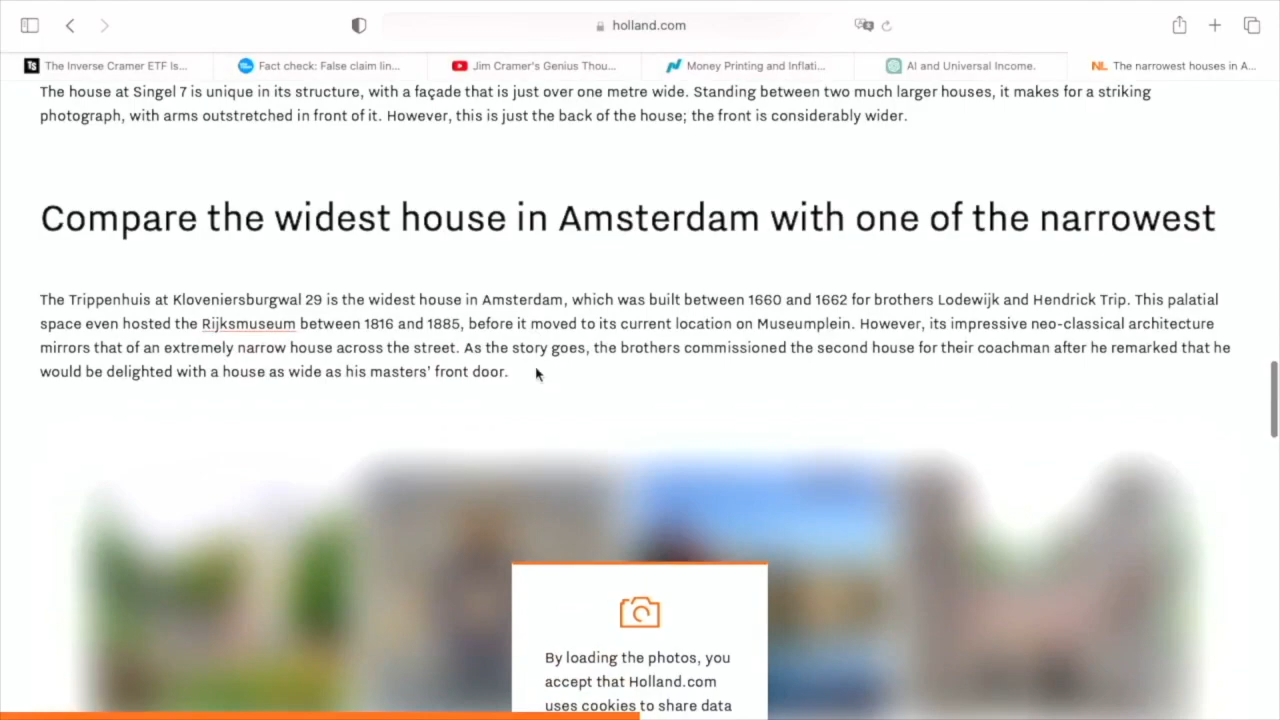 holland.com
The Inverse Cramer ETF Is...
Fact check: False claim lin...
Jim Cramer's Genius Thou...
Money Printing and Inflati...
AI and Universal Income.
NL The narrowest houses in A...
The house at Singel 7 is unique in its structure, with a façade that is just over one metre wide. Standing between two much larger houses, it makes for a striking
photograph, with arms outstretched in front of it. However, this is just the back of the house; the front is considerably wider.
Compare the widest house in Amsterdam with one of the narrowest
The Trippenhuis at Kloveniersburgwal 29 is the widest house in Amsterdam, which was built between 1660 and 1662 for brothers Lodewijk and Hendrick Trip. This palatial
space even hosted the Rijksmuseum between 1816 and 1885, before it moved to its current location on Museumplein. However, its impressive neo-classical architecture
mirrors that of an extremely narrow house across the street. As the story goes, the brothers commissioned the second house for their coachman after he remarked that he
would be delighted with a house as wide as his masters' front door.
By loading the photos, you
accept that Holland.com
uses cookies to share data